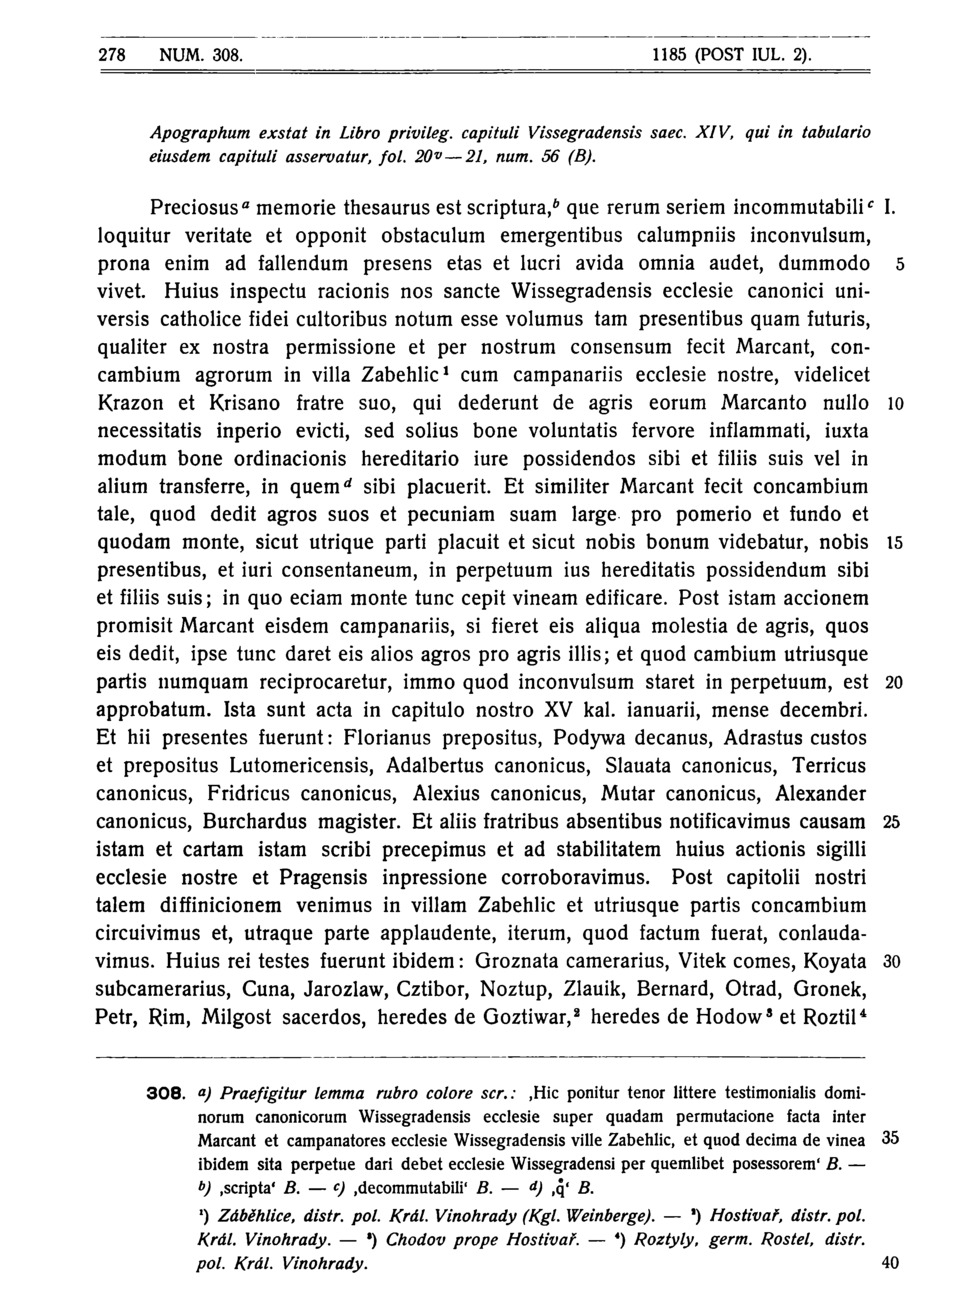 278 NUM. 308. 1185 (POST IUL. 2).
Apographum exstat in Libro privileg. capituli Vissegradensis saec. XIV, qui in tabulario
eiusdem capituli asservatur, fol. 20v—21, num. 56 (B).
Preciosus a memorie thesaurus est scriptura,b que rerum seriem incommutabili c I.
loquitur veritate et opponit obstaculum emergentibus calumpniis inconvulsum,
prona enim ad fallendum presens etas et lucri avida omnia audet, dummodo 5
vivet. Huius inspectu racionis nos sancte Wissegradensis ecclesie canonici uni-
versis catholice fidei cultoribus notum esse volumus tam presentibus quam futuris,
qualiter ex nostra permissione et per nostrum consensum fecit Marcant, con-
cambium agrorum in villa Zabehlic¹ cum campanariis ecclesie nostre, videlicet
Krazon et Krisano fratre suo, qui dederunt de agris eorum Marcanto nullo 10
necessitatis inperio evicti, sed solius bone voluntatis fervore inflammati, iuxta
modum bone ordinacionis hereditario iure possidendos sibi et filiis suis vel in
alium transferre, in quem d sibi placuerit. Et similiter Marcant fecit concambium
tale, quod dedit agros suos et pecuniam suam large pro pomerio et fundo et
quodam monte, sicut utrique parti placuit et sicut nobis bonum videbatur, nobis 15
presentibus, et iuri consentaneum, in perpetuum ius hereditatis possidendum sibi
et filiis suis; in quo eciam monte tunc cepit vineam edificare. Post istam accionem
promisit Marcant eisdem campanariis, si fieret eis aliqua molestia de agris, quos
eis dedit, ipse tunc daret eis alios agros pro agris illis; et quod cambium utriusque
partis numquam reciprocaretur, immo quod inconvulsum staret in perpetuum, est 20
approbatum. Ista sunt acta in capitulo nostro XV kal. ianuarii, mense decembri.
Et hii presentes fuerunt: Florianus prepositus, Podywa decanus, Adrastus custos
et prepositus Lutomericensis, Adalbertus canonicus, Slauata canonicus, Terricus
canonicus, Fridricus canonicus, Alexius canonicus, Mutar canonicus, Alexander
canonicus, Burchardus magister. Et aliis fratribus absentibus notificavimus causam 25
istam et cartam istam scribi precepimus et ad stabilitatem huius actionis sigilli
ecclesie nostre et Pragensis inpressione corroboravimus. Post capitolii nostri
talem diffinicionem venimus in villam Zabehlic et utriusque partis concambium
circuivimus et, utraque parte applaudente, iterum, quod factum fuerat, conlauda-
vimus. Huius rei testes fuerunt ibidem: Groznata camerarius, Vitek comes, Koyata 30
subcamerarius, Cuna, Jarozlaw, Cztibor, Noztup, Zlauik, Bernard, Otrad, Gronek,
Petr, Rim, Milgost sacerdos, heredes de Goztiwar,² heredes de Hodow³ et Roztil⁴
308. a) Praefigitur lemma rubro colore scr.: ‚Hic ponitur tenor littere testimonialis domi-
norum canonicorum Wissegradensis ecclesie super quadam permutacione facta inter
Marcant et campanatores ecclesie Wissegradensis ville Zabehlic, et quod decima de vinea 35
ibidem sita perpetue dari debet ecclesie Wissegradensi per quemlibet posessorem‘ B. —
b) ‚scripta‘ B. — c) ‚decommutabili‘ B. — d) ‚q̊‘ B.
¹) Záběhlice, distr. pol. Král. Vinohrady (Kgl. Weinberge). — ²) Hostivař, distr. pol.
Král. Vinohrady. — ³) Chodov prope Hostivař. — ⁴) Roztyly, germ. Rostel, distr.
pol. Král. Vinohrady. 40